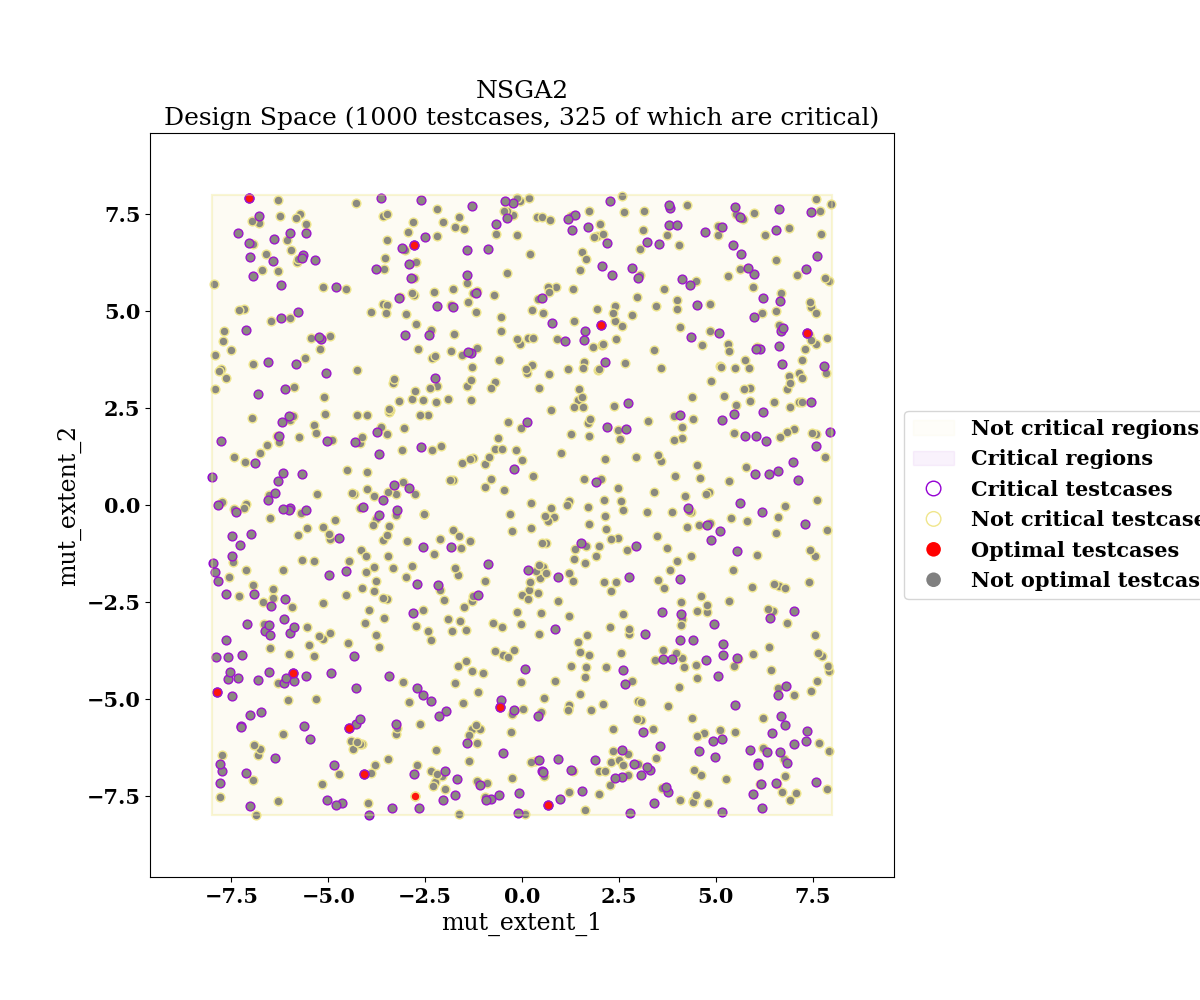 NSGA2
Design Space (1000 testcases, 325 of which are critical)
7.5
5.0
2.5
0.0
−2.5
−5.0
−7.5
mut_extent_2
−7.5
−5.0
−2.5
0.0
2.5
5.0
7.5
mut_extent_1
Not critical regions
Critical regions
Critical testcases
Not critical testcase
Optimal testcases
Not optimal testcas